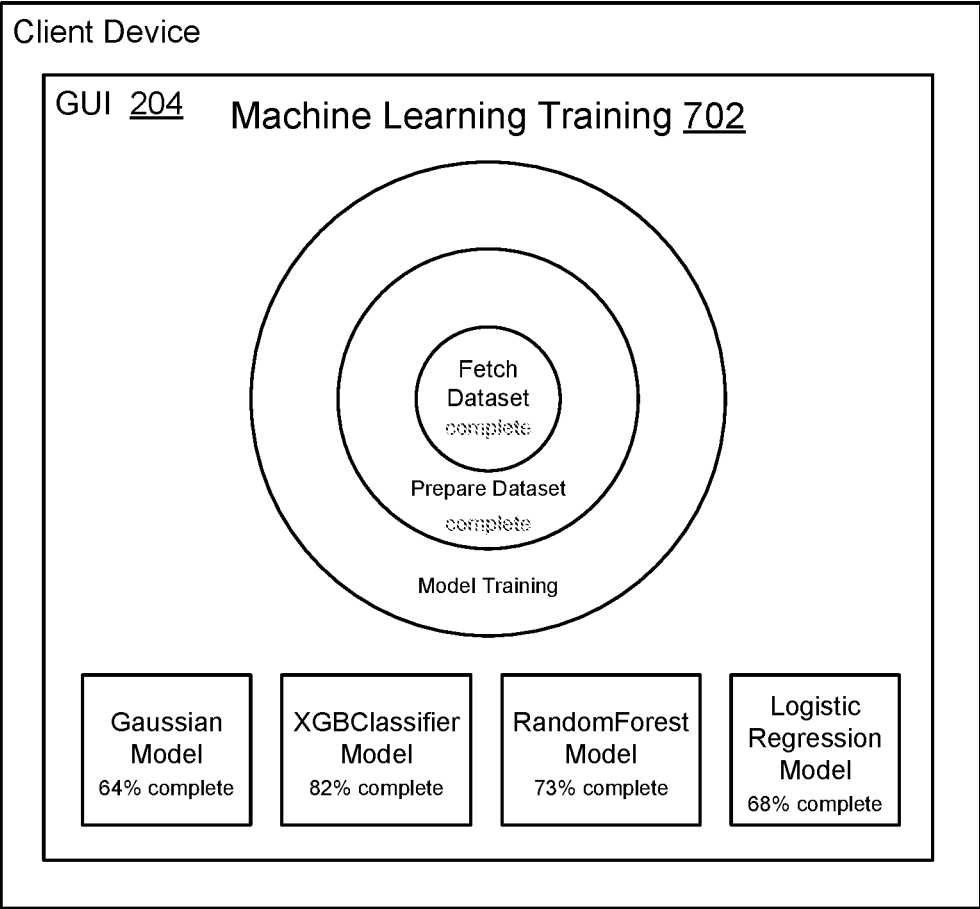 Client Device
GUI 204
Machine Learning Training 702
Fetch
Dataset
complete
Prepare Dataset
complete
Model Training
Gaussian
Model
64% complete
XGBClassifier
Model
82% complete
RandomForest
Model
73% complete
Logistic
Regression
Model
68% complete